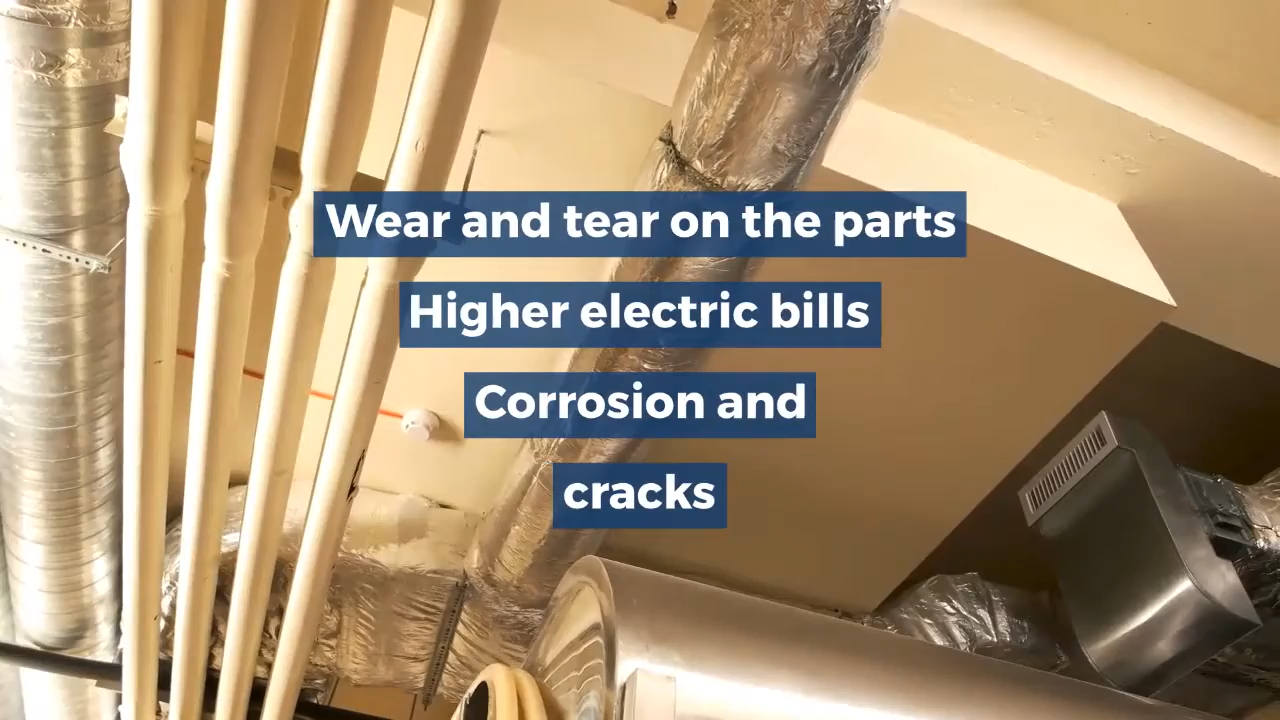 Wear and tear on the parts
Higher electric bills
Corrosion and
cracks